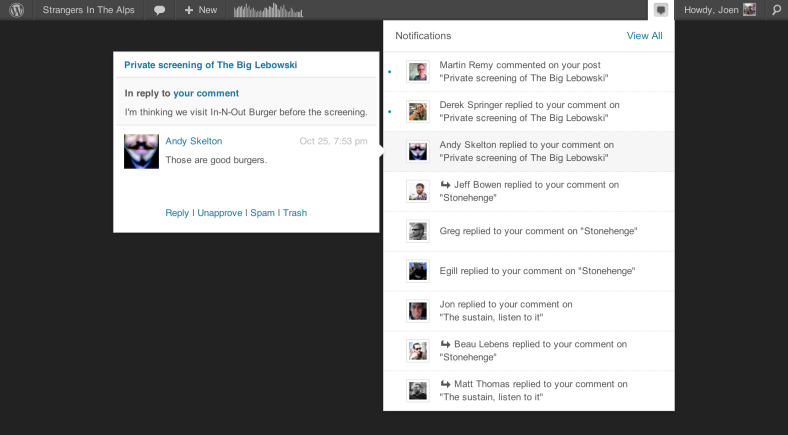 Strangers In The Alps
New
Howdy, Joen
Private screening of The Big Lebowski
In reply to your comment
I'm thinking we visit In-N-Out Burger before the screening.
Andy Skelton Oct 25, 7:53 pm
Those are good burgers.
Reply | Unapprove | Spam | Trash
Notifications View All
Martin Remy commented on your post
"Private screening of The Big Lebowski"
Derek Springer replied to your comment on
"Private screening of The Big Lebowski"
Andy Skelton replied to your comment on
"Private screening of The Big Lebowski"
Jeff Bowen replied to your comment on
"Stonehenge"
Greg replied to your comment on "Stonehenge"
Egill replied to your comment on "Stonehenge"
Jon replied to your comment on
"The sustain, listen to it"
Beau Lebens replied to your comment on
"Stonehenge"
Matt Thomas replied to your comment on
"The sustain, listen to it"